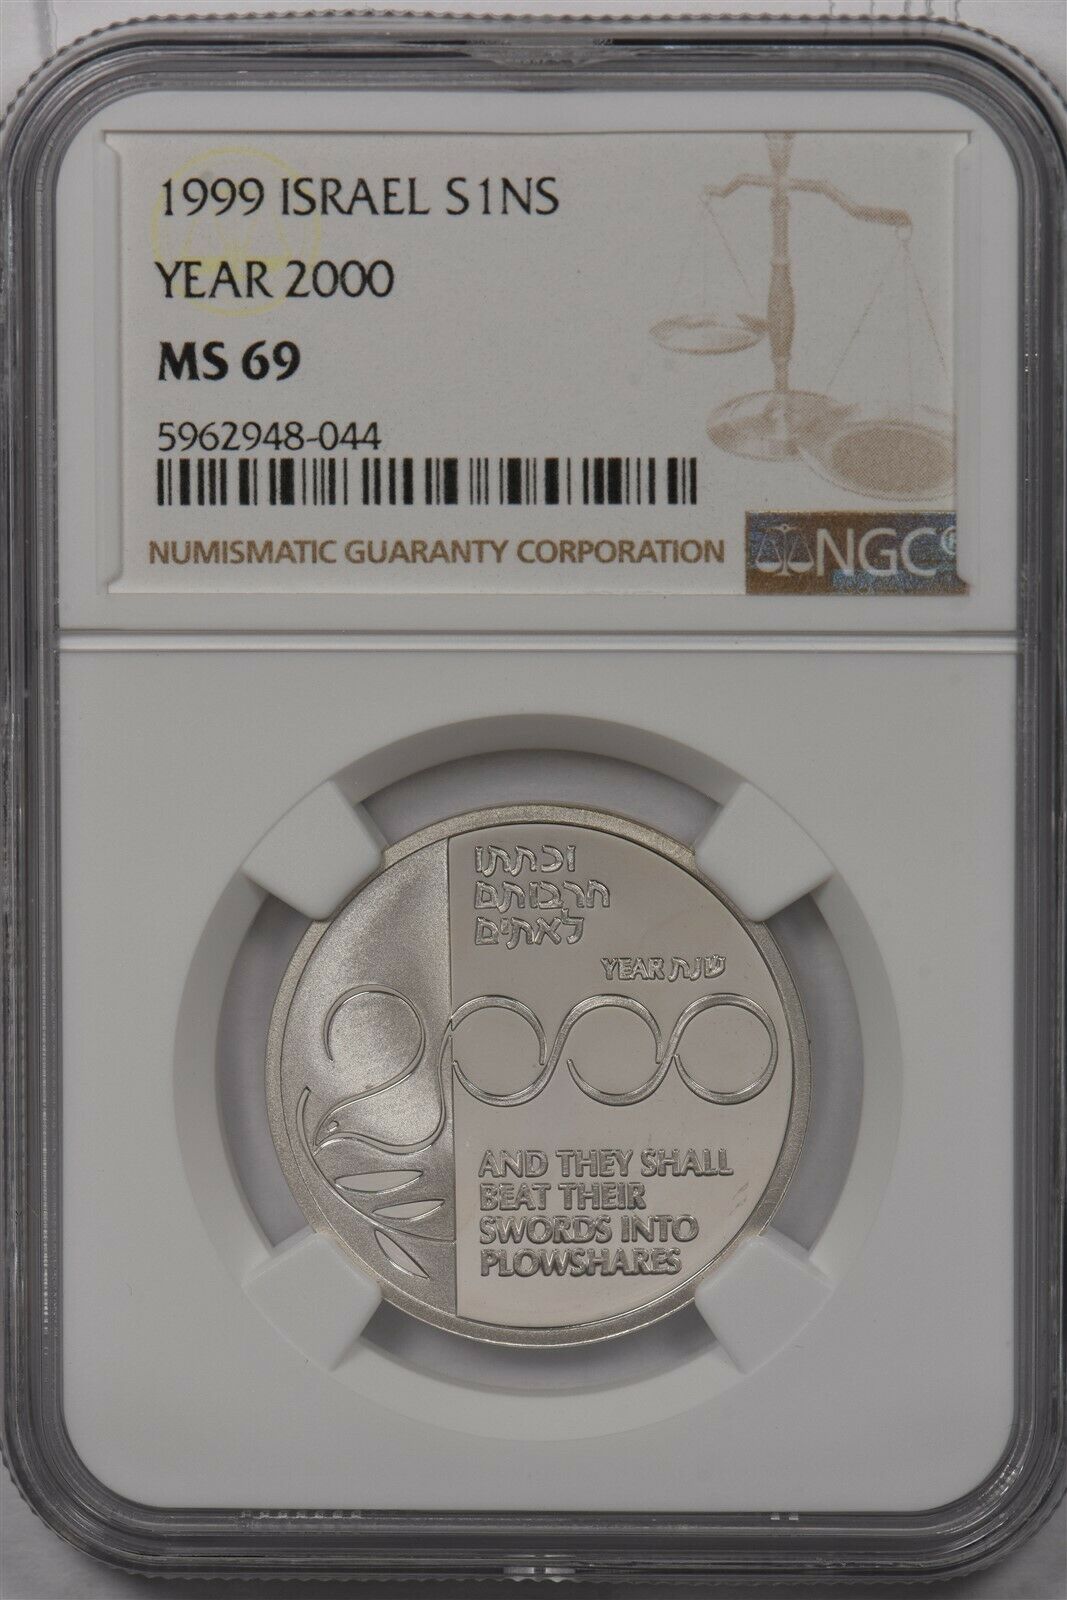 1999 ISRAEL S1NS
YEAR 2000
MS 69
5962948-044
NUMISMATIC GUARANTY CORPORATION
NGC®
וכתתו
חרבותם
לאתים
YEAR שנת
2000
AND THEY SHALL
BEAT THEIR
SWORDS INTO
PLOWSHARES